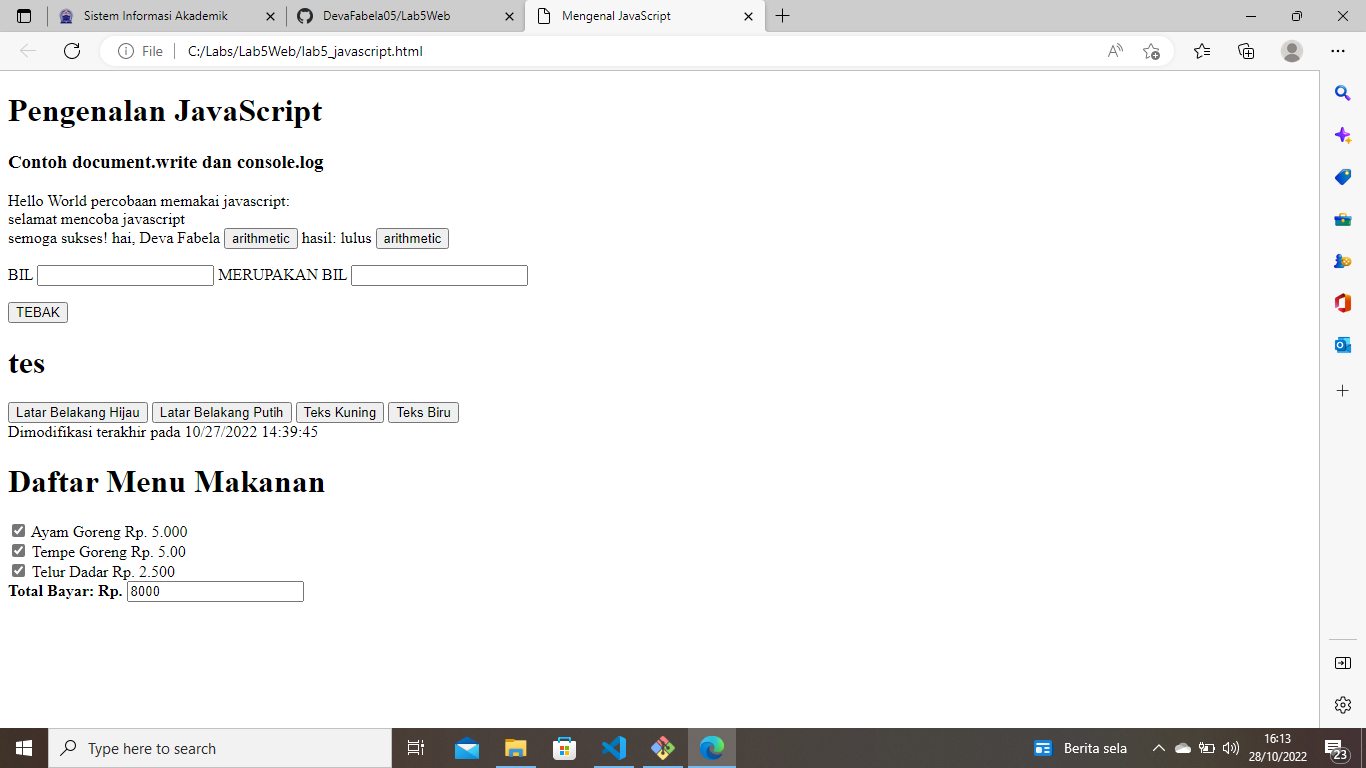 Sistem Informasi Akademik
DevaFabela05/Lab5Web
Mengenal JavaScript
File
C:/Labs/Lab5Web/lab5_javascript.html
Pengenalan JavaScript
Contoh document.write dan console.log
Hello World percobaan memakai javascript:
selamat mencoba javascript
semoga sukses! hai, Deva Fabela arithmetic hasil: lulus arithmetic
BIL MERUPAKAN BIL
TEBAK
tes
Latar Belakang Hijau Latar Belakang Putih Teks Kuning Teks Biru
Dimodifikasi terakhir pada 10/27/2022 14:39:45
Daftar Menu Makanan
Ayam Goreng Rp. 5.000
Tempe Goreng Rp. 5.00
Telur Dadar Rp. 2.500
Total Bayar: Rp. 8000
Type here to search
Berita sela
16:13
28/10/2022
23